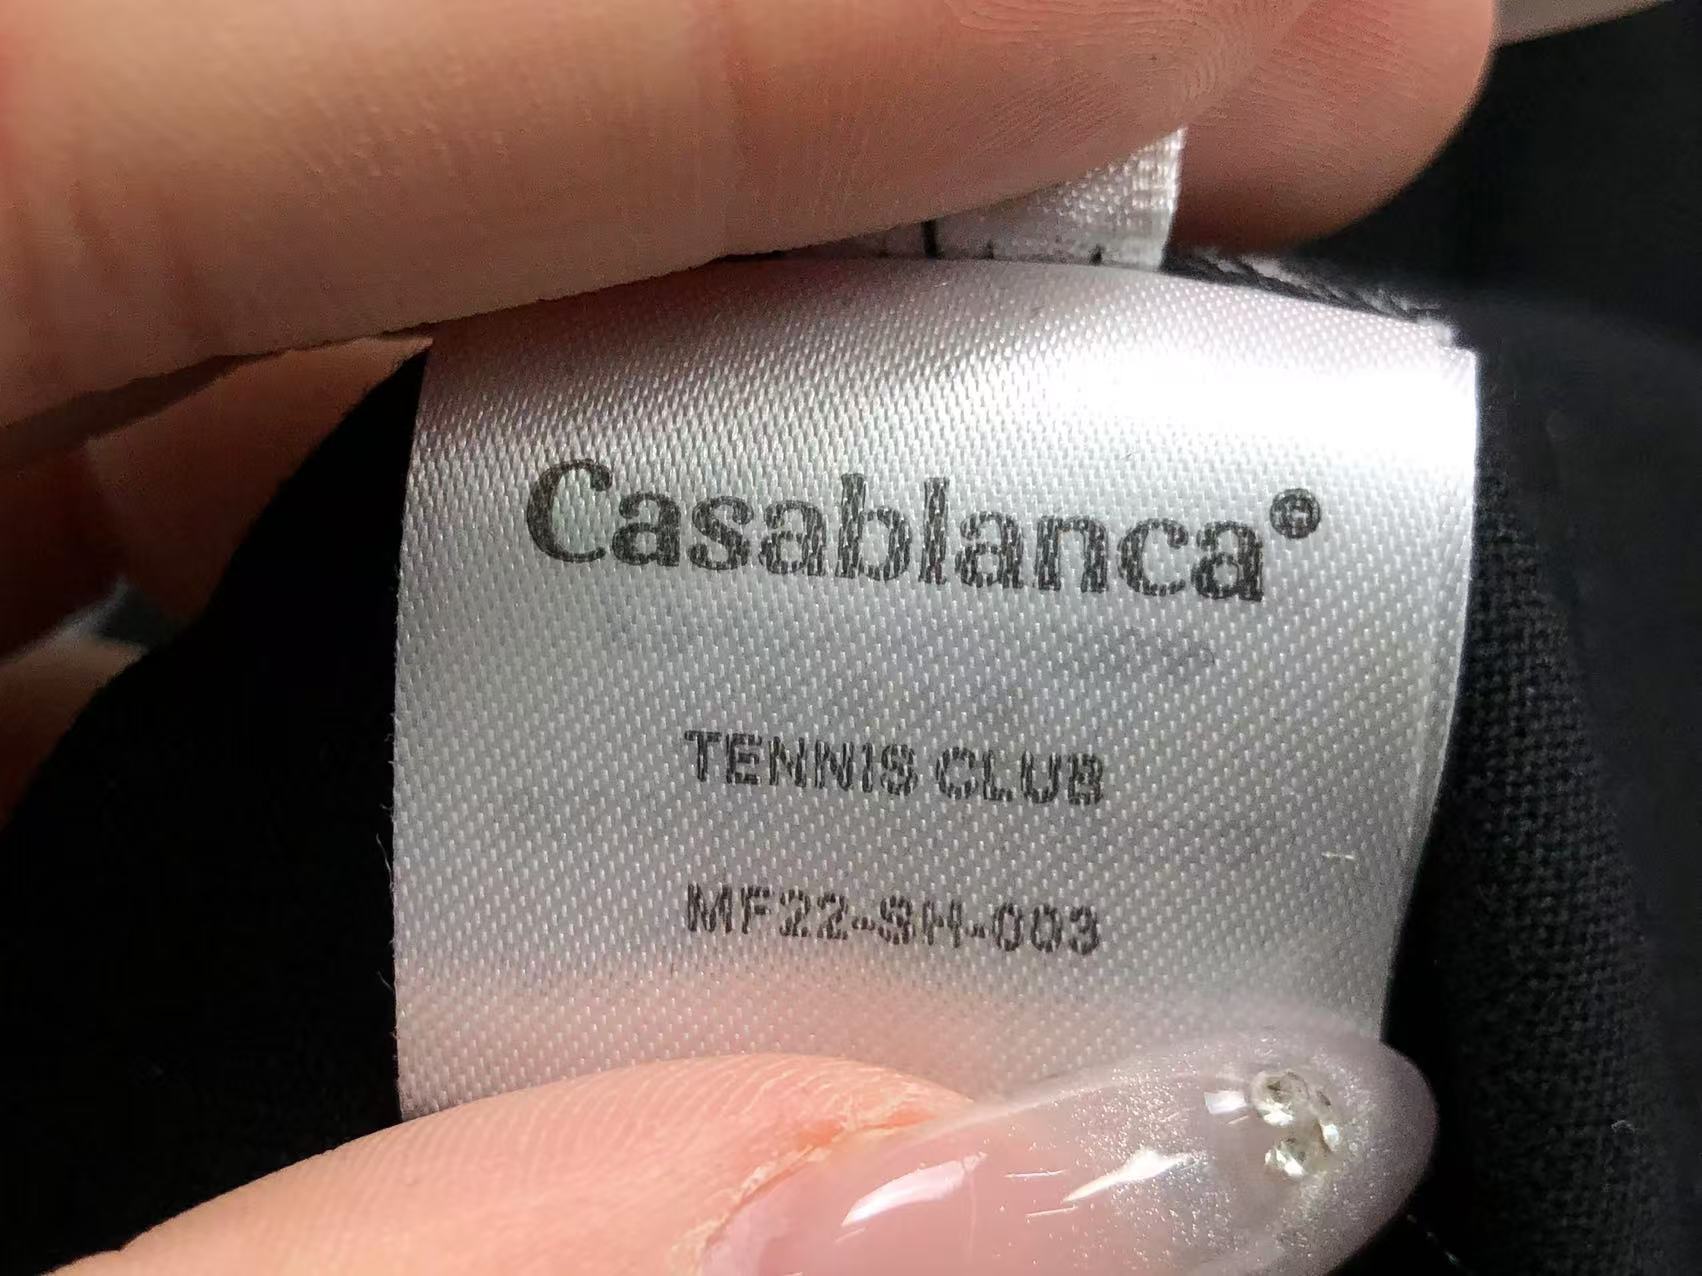 Casablanca©
TENNIS CLUB
MF22-SH-003